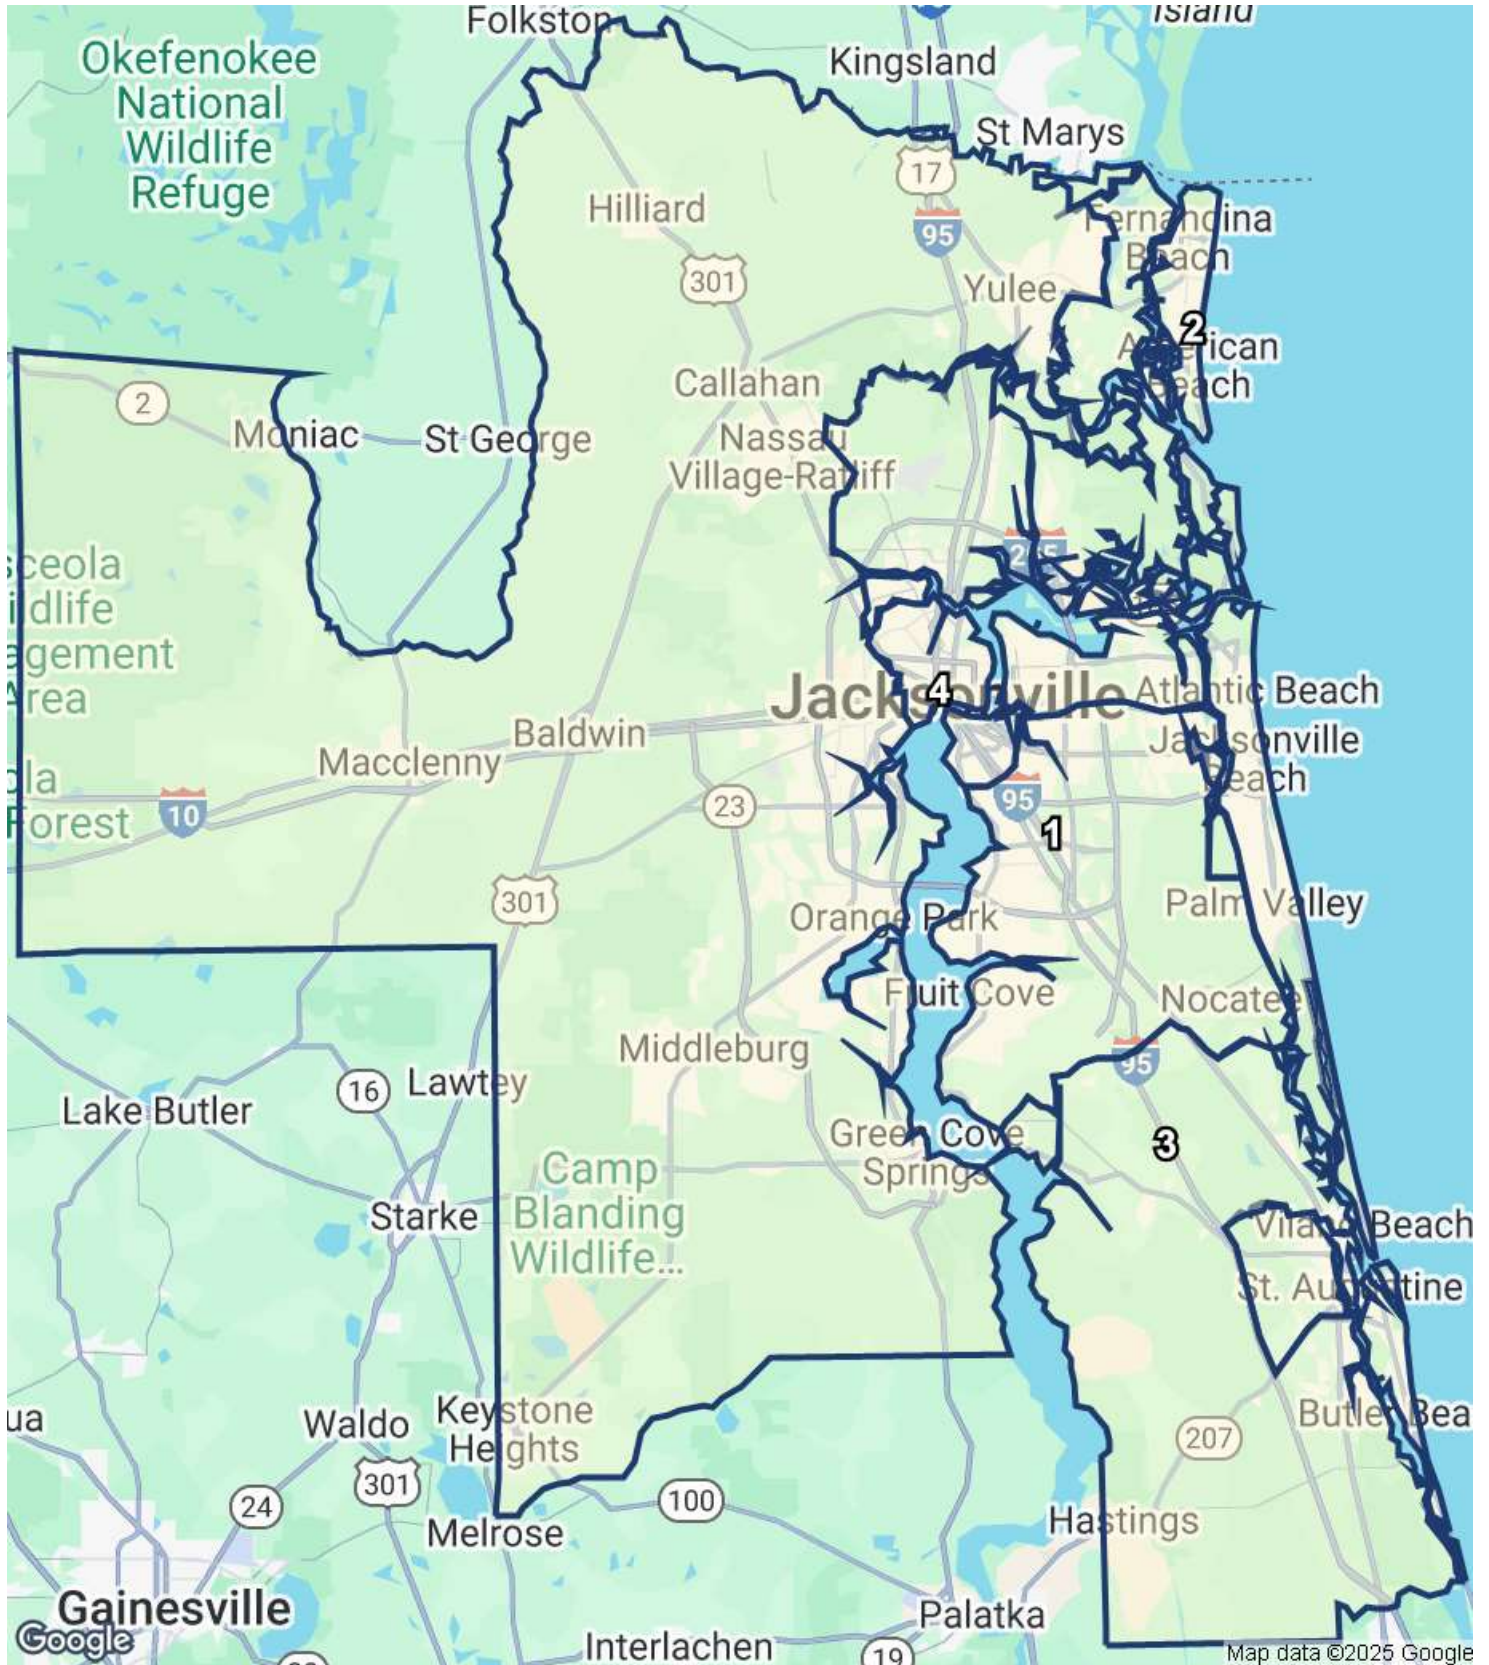 Folkston
Island
Kingsland
Okefenokee
National
Wildlife
Refuge
St Marys
17
Hilliard
95
Fernandina
Beach
301
Yulee
2
American
Beach
2
Callahan
Moniac
St George
Nassau
Village-Ratliff
sceola
ildlife
agement
Area
295
4
Jacksonville
Atlantic Beach
Baldwin
Macclenny
Jacksonville
Beach
ola
Forest
10
23
95
1
301
Orange Park
Palm Valley
Fruit Cove
Nocatee
Middleburg
95
16
Lawtey
Lake Butler
Green Cove
Springs
3
Camp
Blanding
Wildlife...
Starke
Vilano Beach
St. Augustine
ua
Waldo
Keystone
Heights
Butler Bea
207
301
24
100
Melrose
Hastings
Gainesville
Google
Palatka
Interlachen
19
Map data ©2025 Google